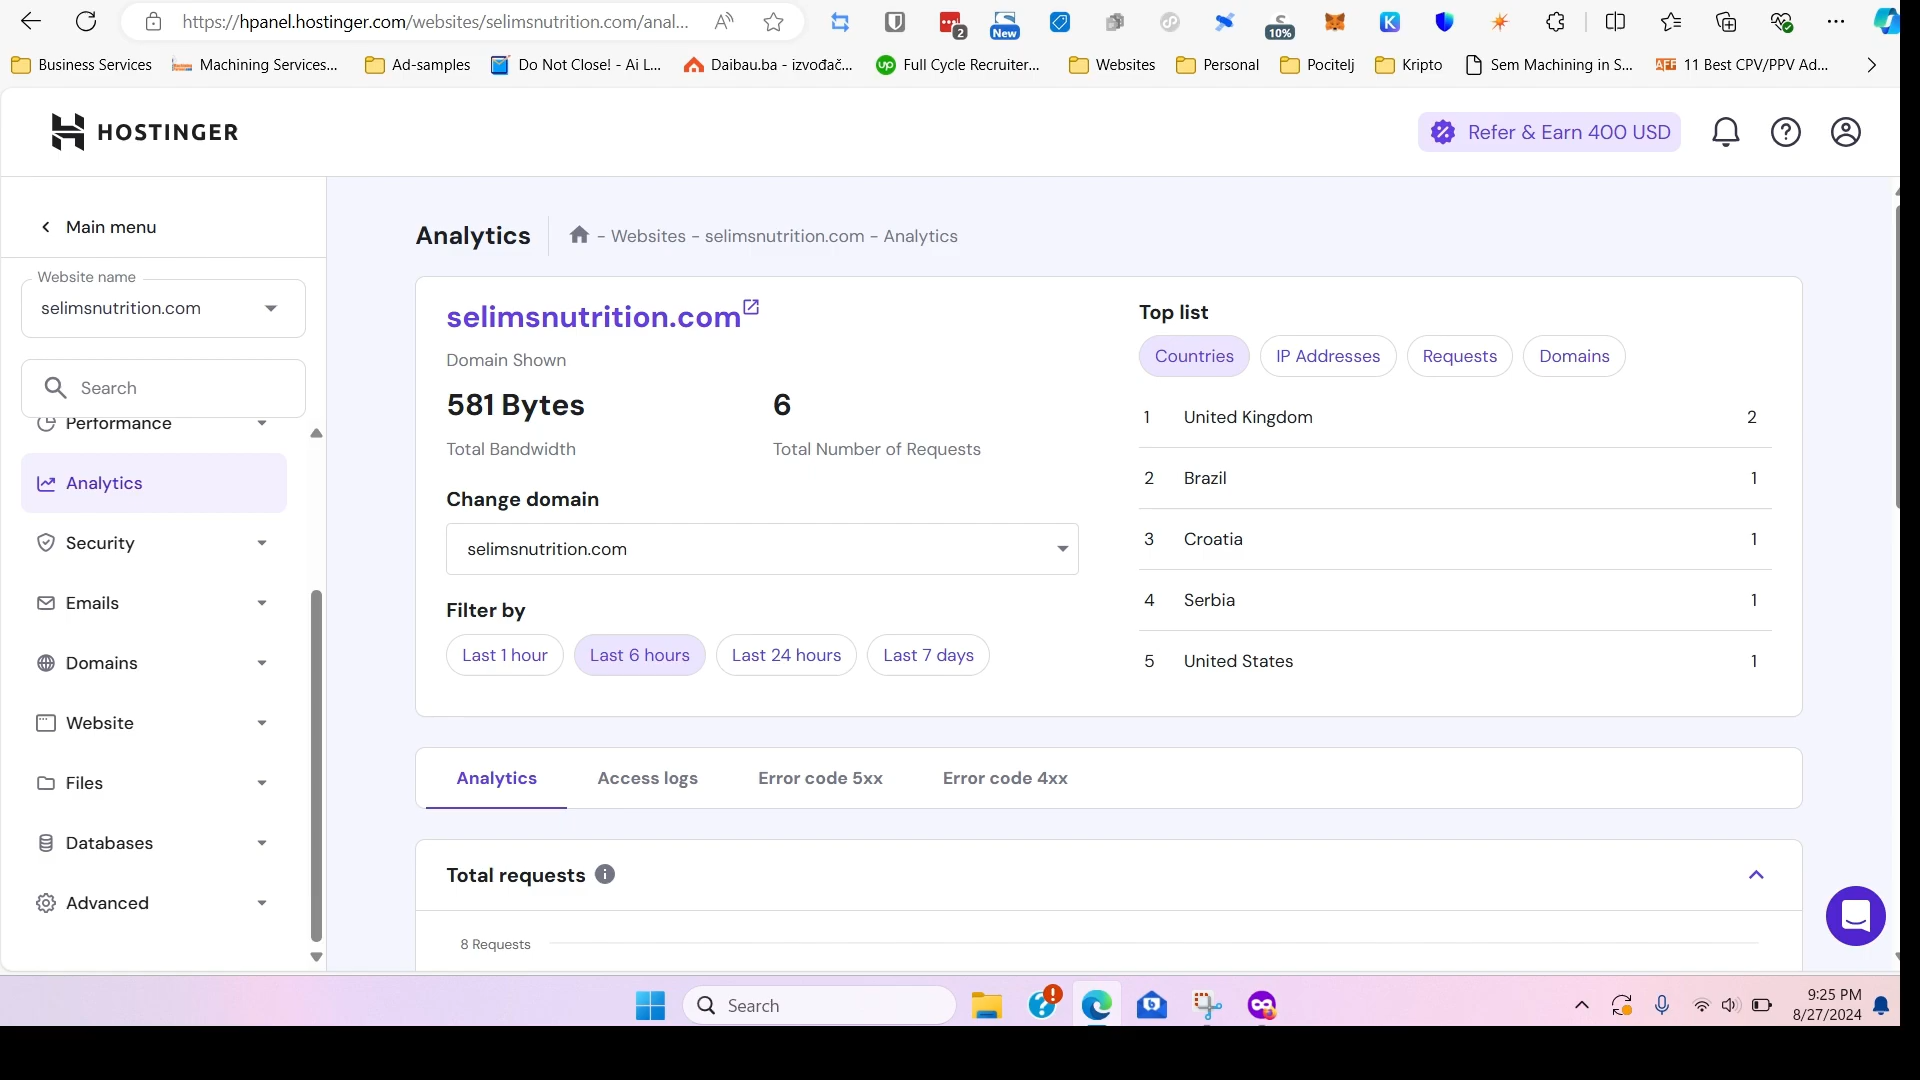 https://hpanel.hostinger.com/websites/selimsnutrition.com/anal...
2
New
10%
Business Services
Machining Services...
Ad-samples
Do Not Close! - Ai L...
Daibau.ba - izvođač...
up
Full Cycle Recruiter...
Websites
Personal
Pocitelj
Kripto
Sem Machining in S...
AFF
11 Best CPV/PPV Ad...
HOSTINGER
Refer & Earn 400 USD
Main menu
Website name
selimsnutrition.com
Search
Performance
Analytics
Security
Emails
Domains
Website
Files
Databases
Advanced
Analytics
- Websites - selimsnutrition.com - Analytics
selimsnutrition.com
Domain Shown
581 Bytes
Total Bandwidth
6
Total Number of Requests
Change domain
selimsnutrition.com
Filter by
Last 1 hour
Last 6 hours
Last 24 hours
Last 7 days
Top list
Countries
IP Addresses
Requests
Domains
1 United Kingdom 2
2 Brazil 1
3 Croatia 1
4 Serbia 1
5 United States 1
Analytics
Access logs
Error code 5xx
Error code 4xx
Total requests
8 Requests
Search
9:25 PM
8/27/2024